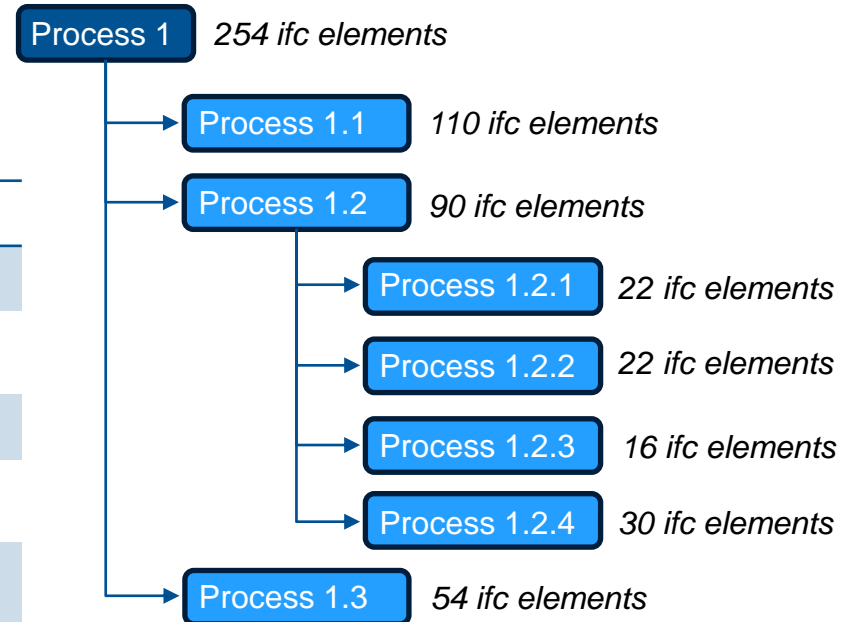 Process 1 254 ifc elements
Process 1.1 110 ifc elements
Process 1.2 90 ifc elements
Process 1.2.1 22 ifc elements
Process 1.2.2 22 ifc elements
Process 1.2.3 16 ifc elements
Process 1.2.4 30 ifc elements
Process 1.3 54 ifc elements